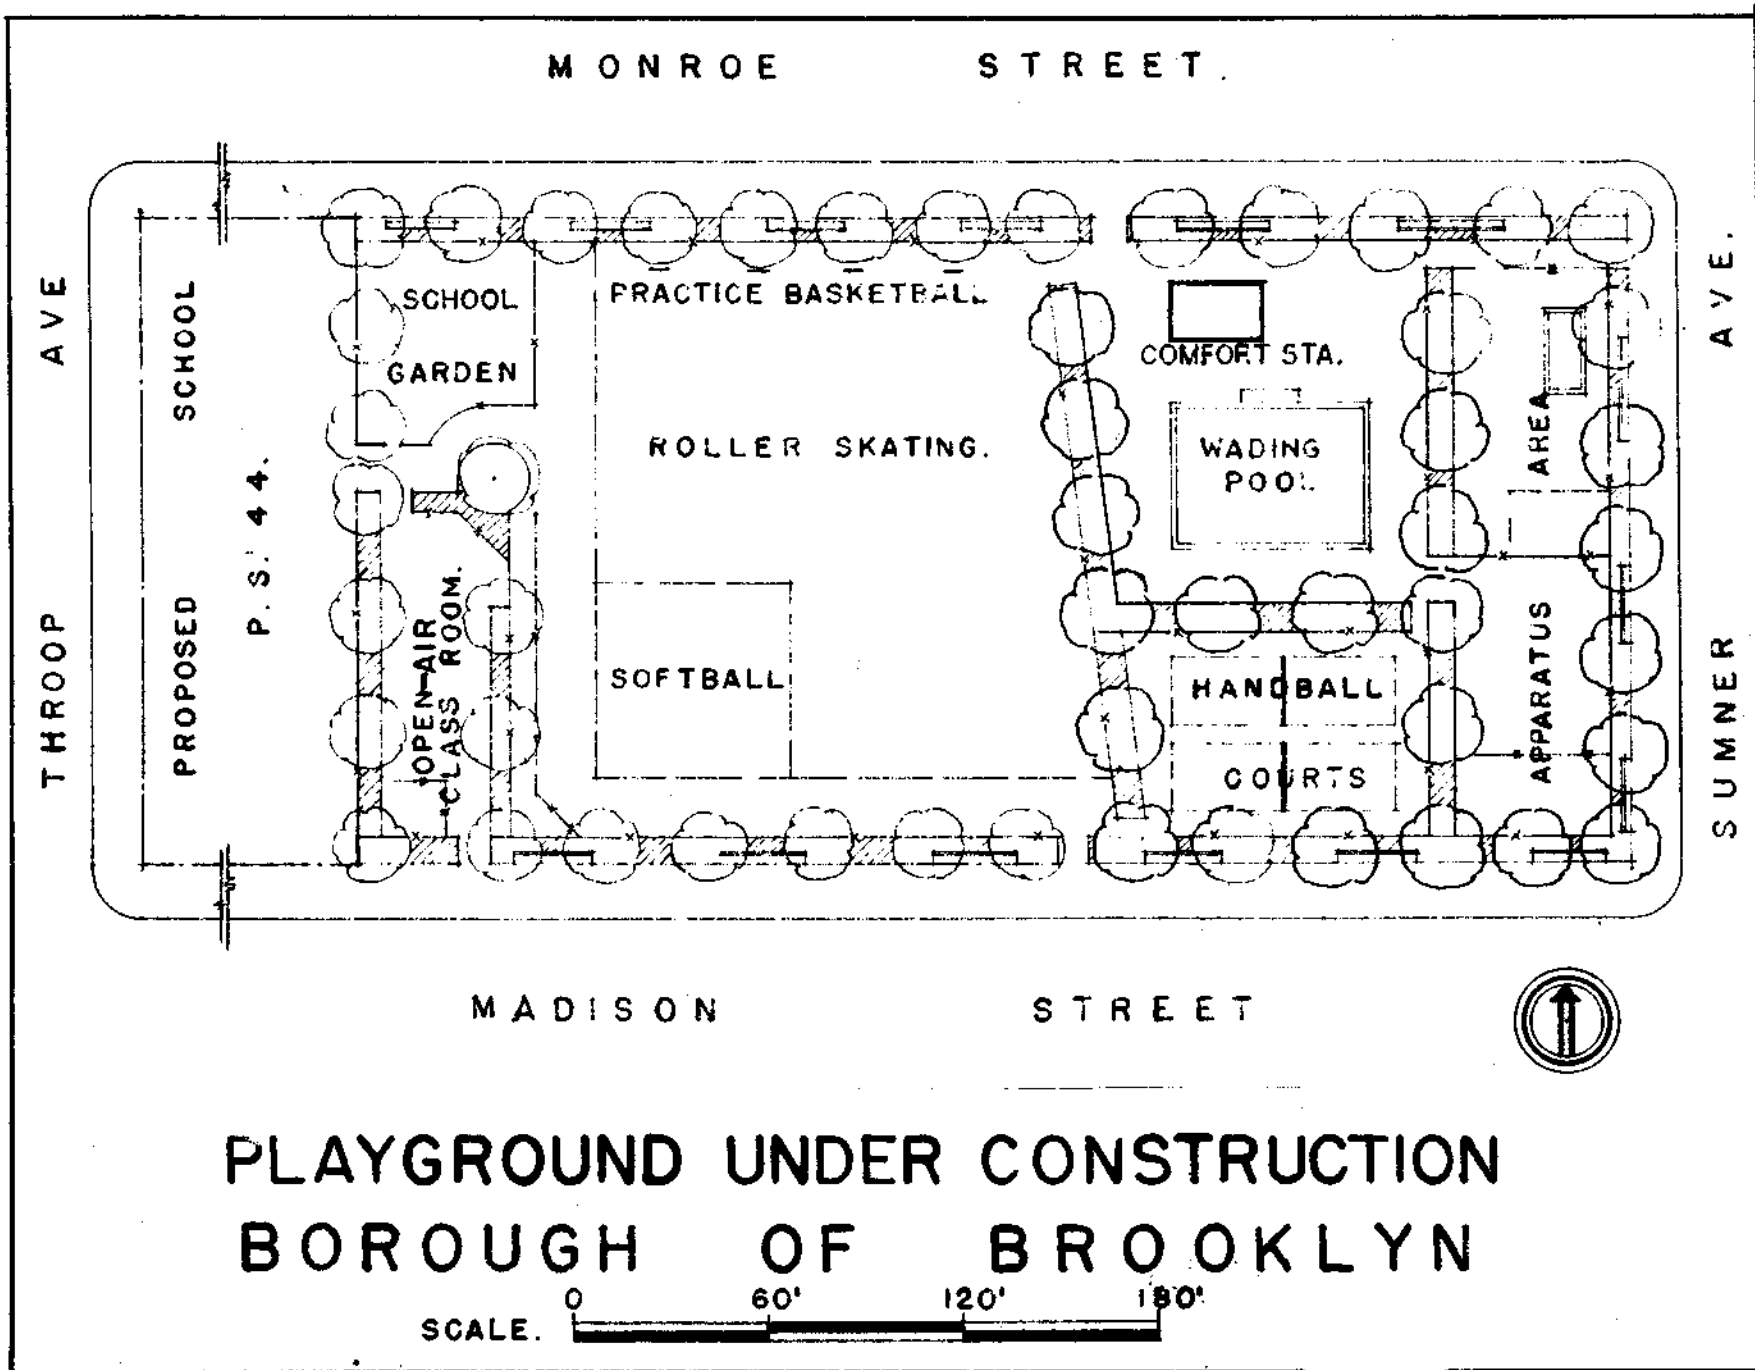 MONROE STREET.
THROOP AVE
PROPOSED SCHOOL
P.S. 44.
SCHOOL
GARDEN
PRACTICE BASKETBALL
ROLLER SKATING.
SOFTBALL
OPEN-AIR
CLASS ROOM.
COMFORT STA.
WADING
POOL
HANDBALL
COURTS
APPARATUS AREA
SUMNER AVE.
MADISON STREET
PLAYGROUND UNDER CONSTRUCTION
BOROUGH OF BROOKLYN
0 60' 120' 180'
SCALE.